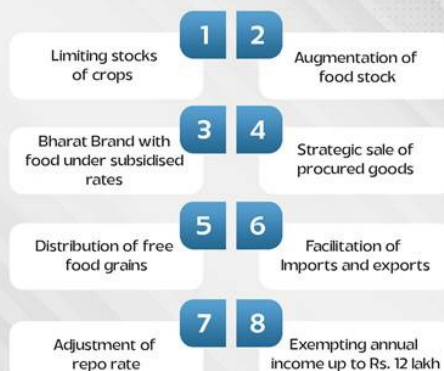 1
Limiting stocks
of crops
2
Augmentation of
food stock
3
Bharat Brand with
food under subsidised
rates
4
Strategic sale of
procured goods
5
Distribution of free
food grains
6
Facilitation of
Imports and exports
7
Adjustment of
repo rate
8
Exempting annual
income up to Rs. 12 lakh